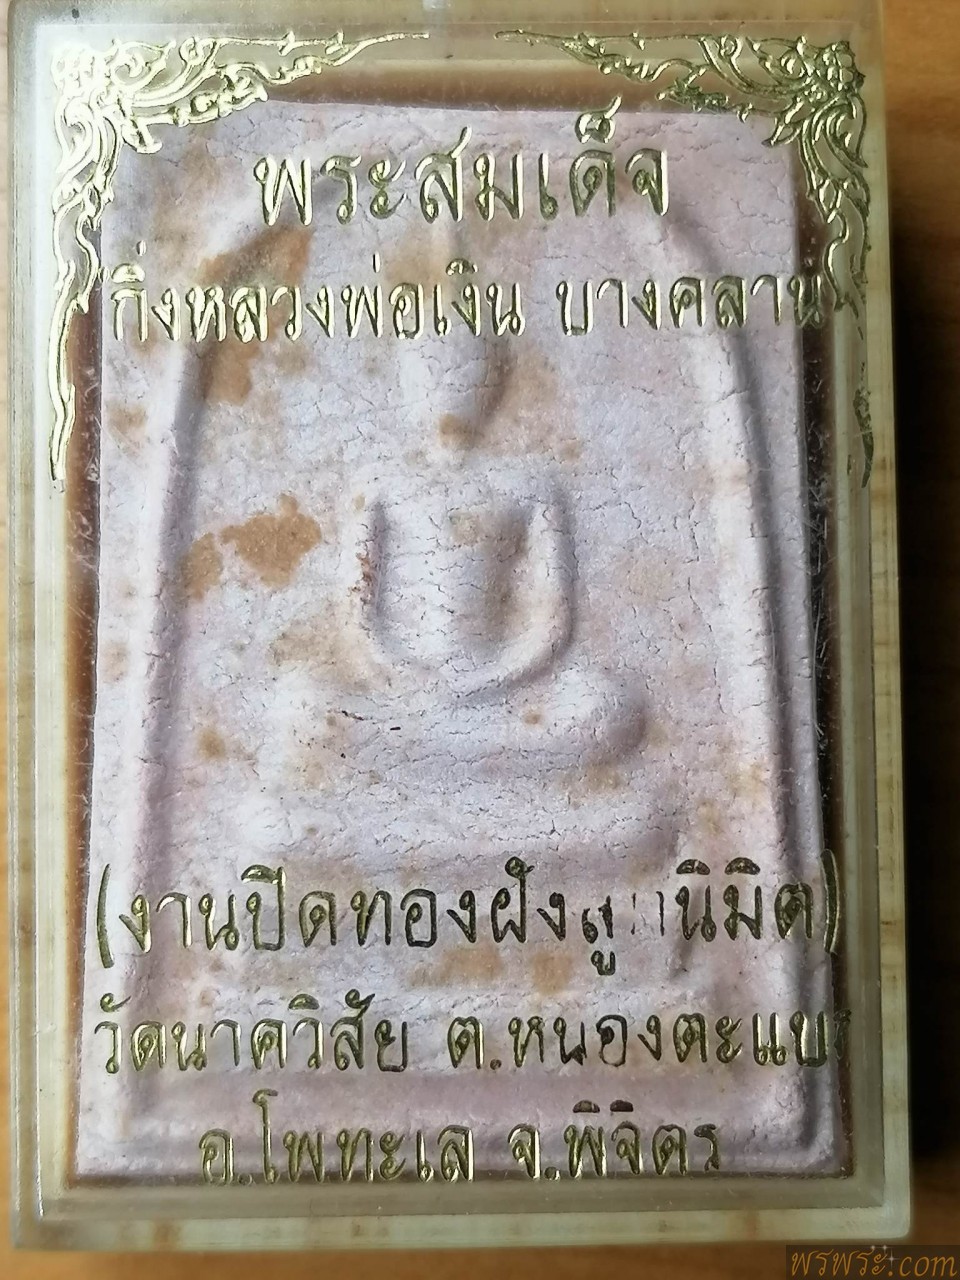 พระสมเด็จ
กิ่งหลวงพ่อเงิน บางคลาน
(งานปิดทองฝังลูกนิมิต)
วัดนาควิสัย ต.หนองตะแบก
อ.โพทะเล จ.พิจิตร
พรพระ.com